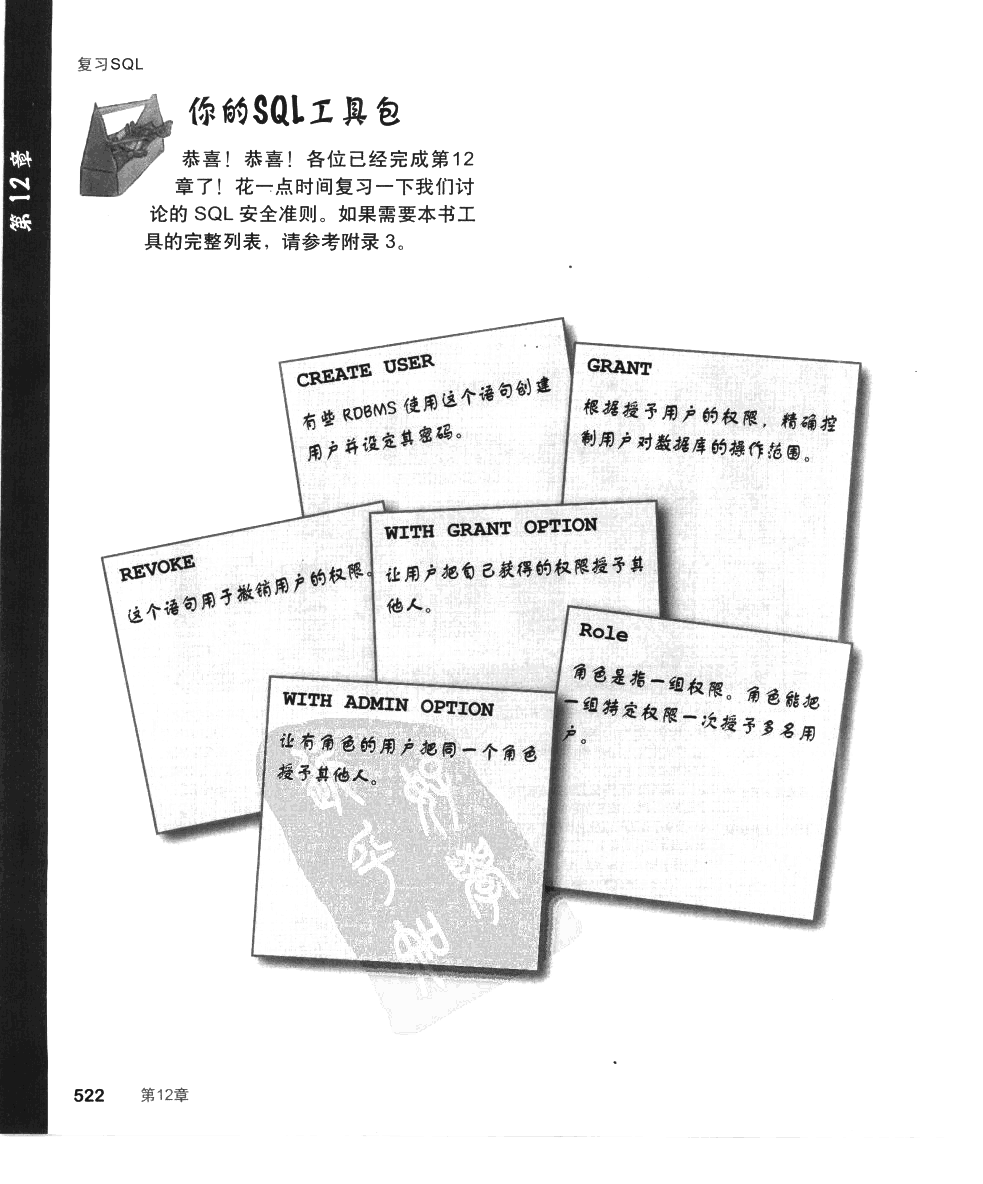 复习SQL
你的SQL工具包
恭喜！恭喜！各位已经完成第12
章了！花一点时间复习一下我们讨
论的 SQL 安全准则。如果需要本书工
具的完整列表，请参考附录 3。
第12章
CREATE USER
有些 RDBMS 使用这个语句创建
用户并设定其密码。
GRANT
根据授予用户的权限，精确控
制用户对数据库的操作范围。
REVOKE
这个语句用于撤销用户的权限。
WITH GRANT OPTION
让用户把自己获得的权限授予其
他人。
Role
角色是指一组权限。角色能把
一组特定权限一次授予多名用
户。
WITH ADMIN OPTION
让有角色的用户把同一个角色
授予其他人。
522 第12章